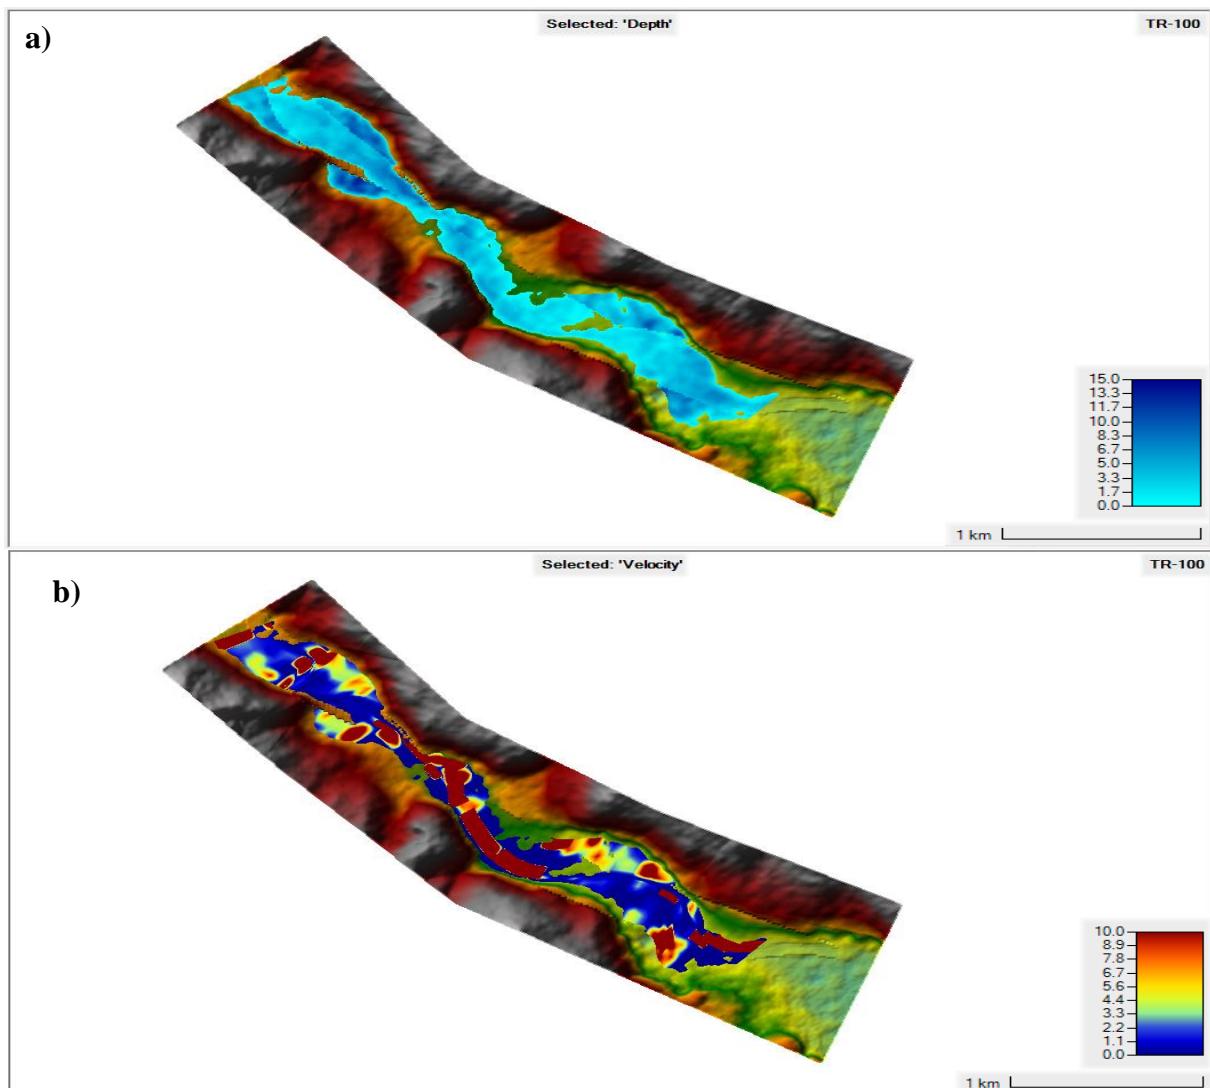 a)
Selected: 'Depth'
TR-100
15.0
13.3
11.7
10.0
8.3
6.7
5.0
3.3
1.7
0.0
1 km
b)
Selected: 'Velocity'
TR-100
10.0
8.9
7.8
6.7
5.6
4.4
3.3
2.2
1.1
0.0
1 km